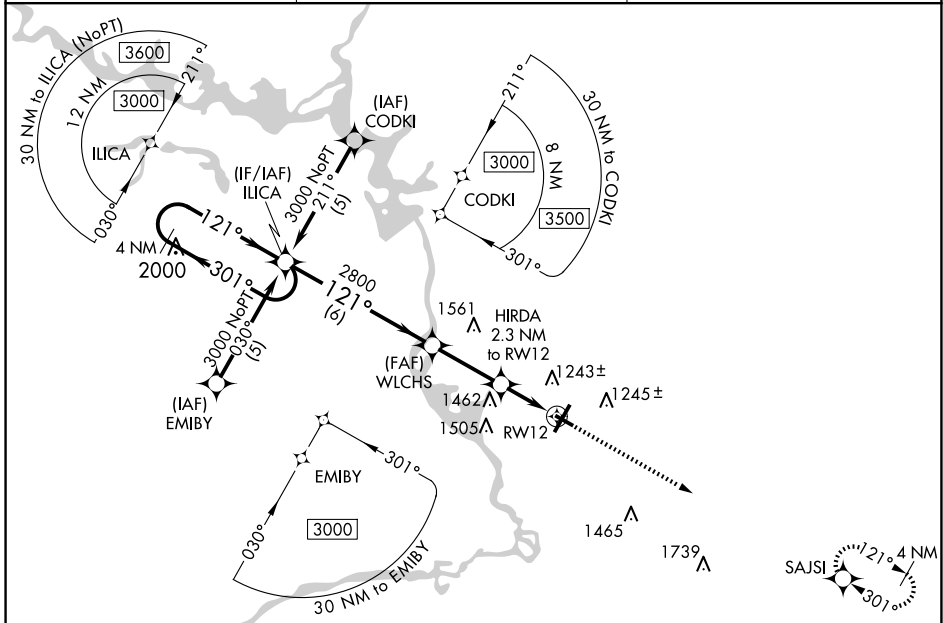 30 NM to ILICA (NoPT)
3600
211°
12 NM
3000
ILICA
030°
(IAF)
CODKI
3000 NoPT
211°
(5)
(IF/IAF)
ILICA
211°
30 NM to CODKI
3000
8 NM
CODKI
3500
301°
121°
4 NM
2000
301°
2800
121°
(6)
3000 NoPT
030°
(5)
(IAF)
EMIBY
1561
HIRDA
2.3 NM
to RW12
(FAF)
WLCHS
1243±
1462
1245±
1505
RW12
301°
EMIBY
030°
3000
30 NM to EMIBY
1465
1739
SAJSI
121°
4 NM
301°